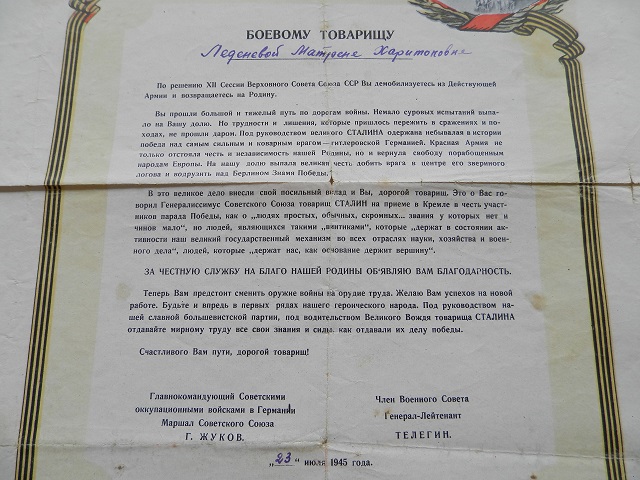 БОЕВОМУ ТОВАРИЩУ
Леденевой Матрене Харитоновне
По решению XII Сессии Верховного Совета Союза ССР Вы демобилизуетесь из Действующей
Армии и возвращаетесь на Родину.
Вы прошли большой и тяжелый путь по дорогам войны. Немало суровых испытаний выпа-
ло на Вашу долю. Но трудности и лишения, которые пришлось пережить в сражениях и по-
ходах, не прошли даром. Под руководством великого СТАЛИНА одержана небывалая в истории
победа над самым сильным и коварным врагом — гитлеровской Германией. Красная Армия не
только отстояла честь и независимость нашей Родины, но и вернула свободу порабощенным
народам Европы. На нашу долю выпала великая честь добить врага в центре его звериного
логова и водрузить над Берлином Знамя Победы.
В это великое дело внесли свой посильный вклад и Вы, дорогой товарищ. Это о Вас го-
ворил Генералиссимус Советского Союза товарищ СТАЛИН на приеме в Кремле в честь участ-
ников парада Победы, как о „людях простых, обычных, скромных... звания у которых нет и
чинов мало", но людей, являющихся такими „винтиками", которые „держат в состоянии ак-
тивности наш великий государственный механизм во всех отраслях науки, хозяйства и воен-
ного дела", людей, которые „держат нас, как основание держит вершину".
ЗА ЧЕСТНУЮ СЛУЖБУ НА БЛАГО НАШЕЙ РОДИНЫ ОБ'ЯВЛЯЮ ВАМ БЛАГОДАРНОСТЬ.
Теперь Вам предстоит сменить оружие войны на орудие труда. Желаю Вам успехов на новой
работе. Будьте и впредь в первых рядах нашего героического народа. Под руководством на-
шей славной большевистской партии, под водительством Великого Вождя товарища СТАЛИНА
отдавайте мирному труду все свои знания и силы, как отдавали их делу победы.
Счастливого Вам пути, дорогой товарищ!
Главнокомандующий Советскими
оккупационными войсками в Германии
Маршал Советского Союза
Г. ЖУКОВ.
Член Военного Совета
Генерал-Лейтенант
ТЕЛЕГИН.
„23" июля 1945 года.